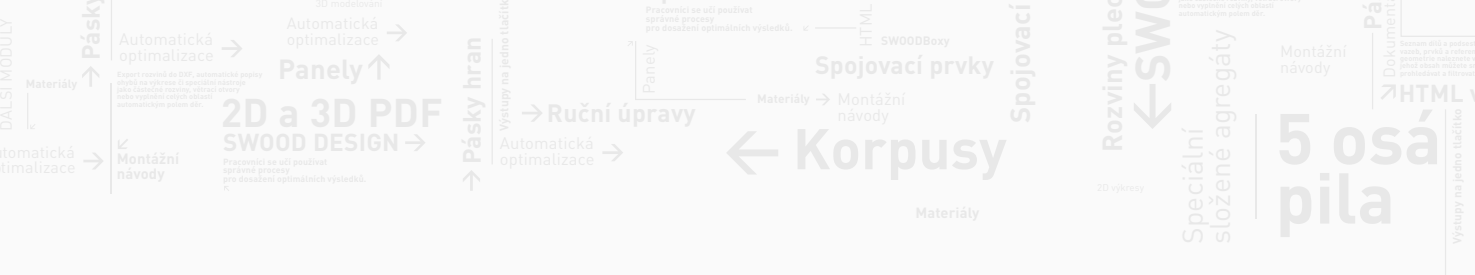 3D modelování
DALŠÍ MODULY
Pásky
Automatická
optimalizace
Automatická
optimalizace
Materiály
Panely
2D a 3D PDF
SWOOD DESIGN
Pracovníci se učí používat
správné procesy
pro dosažení optimálních výsledků.
Montážní
návody
Automatická
optimalizace
Pásky hran
Výstupy na jedno tlačítko
Ruční úpravy
Automatická
optimalizace
Panely
Pracovníci se učí používat
správné procesy
pro dosažení optimálních výsledků.
HTML
SWOODBoxy
Spojovací prvky
Materiály
Montážní
návody
Korpusy
Materiály
Spojovací
Rozviny
SWO
2D výkresy
Speciální
složené agregáty
Montážní
návody
HTML
5 osá
pila
Výstupy na jedno tlačítko